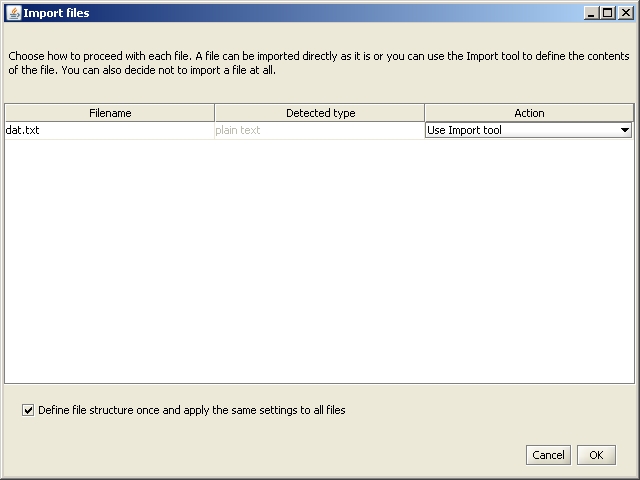 Import files
Choose how to proceed with each file. A file can be imported directly as it is or you can use the Import tool to define the contents
of the file. You can also decide not to import a file at all.
Filename Detected type Action
dat.txt plain text Use Import tool
Define file structure once and apply the same settings to all files
Cancel OK